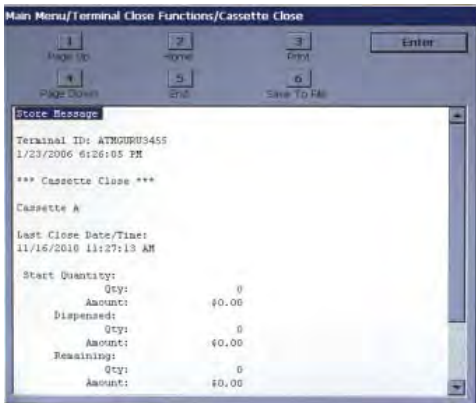 Main Menu/Terminal Close Functions/Cassette Close
1
Page Up
2
Home
3
Print
Enter
4
Page Down
5
End
6
Save To File
Store Message
Terminal ID: ATMGURU3455
1/23/2006 6:26:05 PM
*** Cassette Close ***
Cassette A
Last Close Date/Time:
11/16/2010 11:27:13 AM
Start Quantity:
Qty: 0
Amount: $0.00
Dispensed:
Qty: 0
Amount: $0.00
Remaining:
Qty: 0
Amount: $0.00